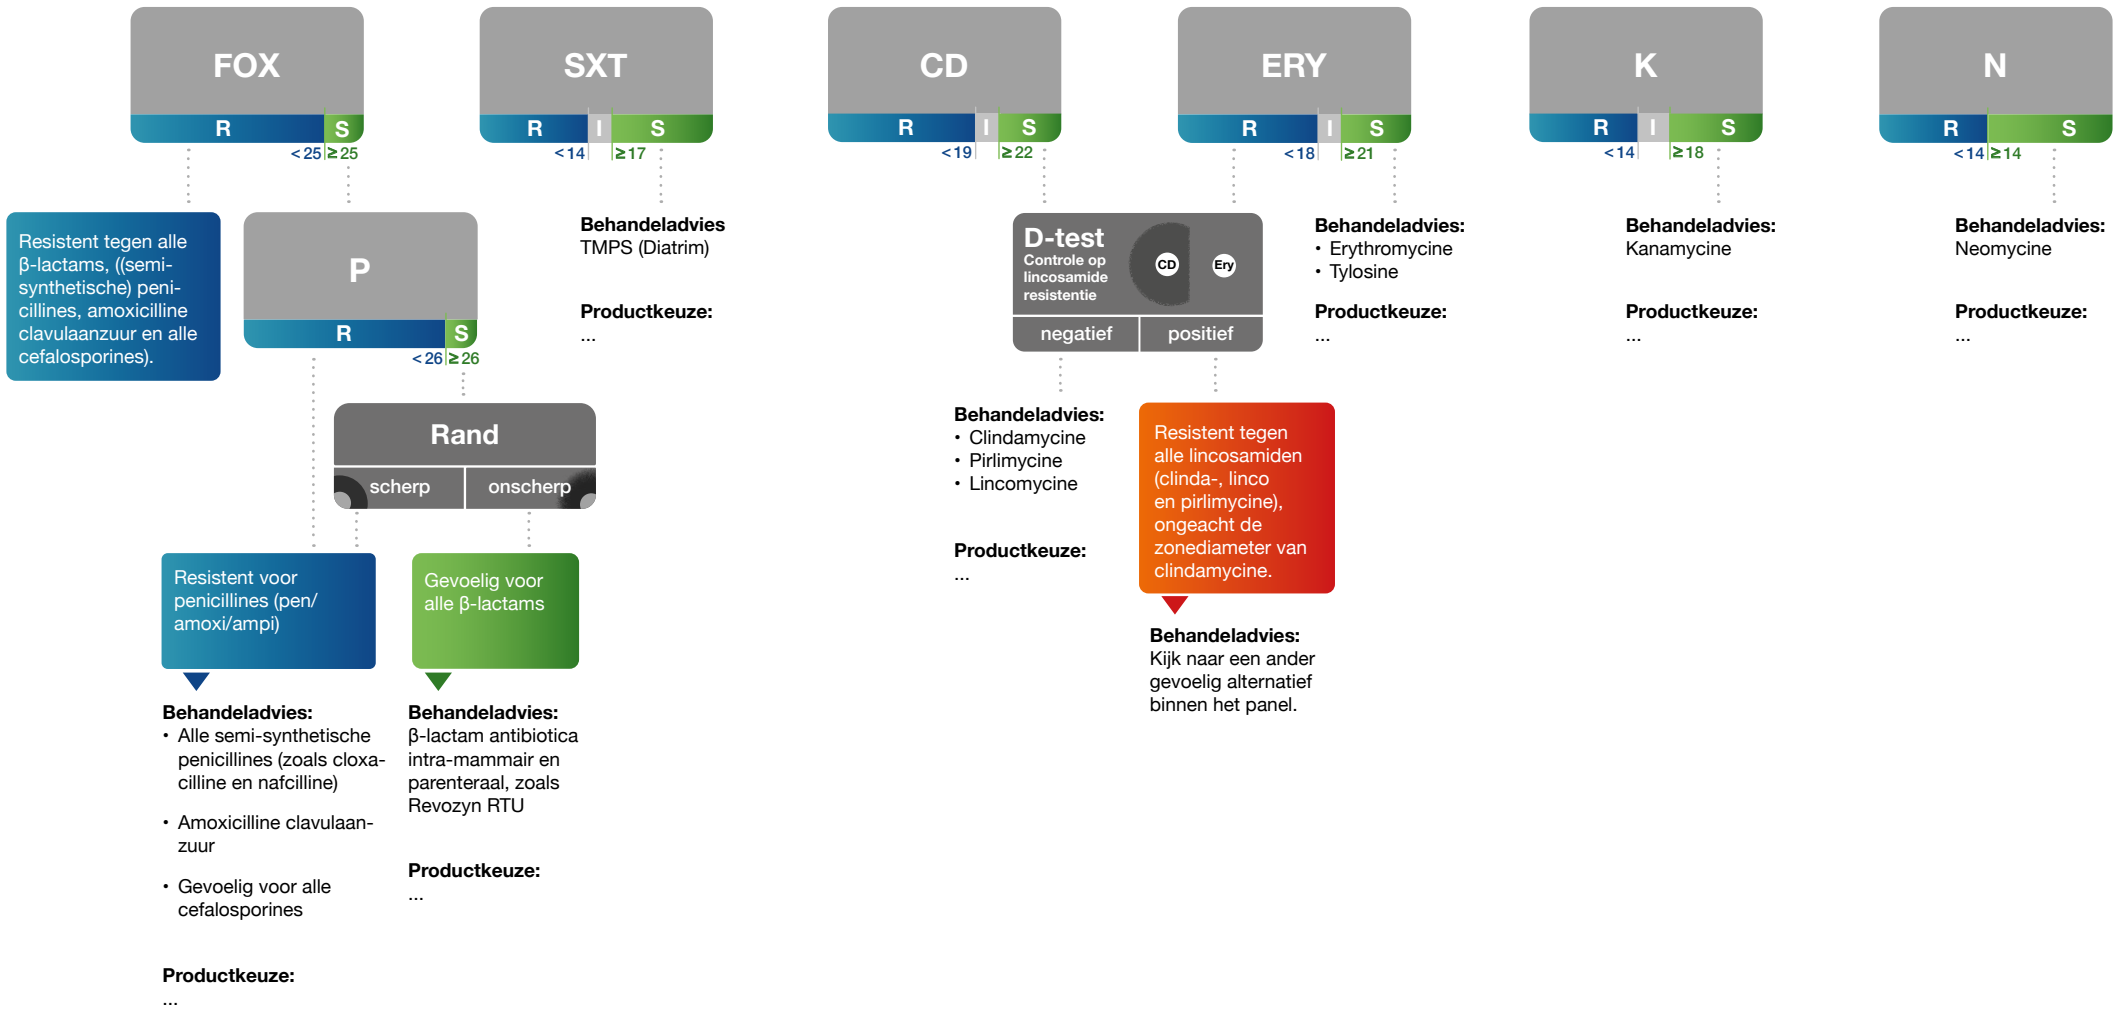 FOX
R
S
<25
≥25
SXT
R
I
S
<14
≥17
CD
R
I
S
<19
≥22
ERY
R
I
S
<18
≥21
K
R
I
S
<14
≥18
N
R
S
<14
≥14
Resistent tegen alle
β-lactams, ((semi-
synthetische) peni-
cillines, amoxicilline
clavulaanzuur en alle
cefalosporines).
P
R
S
<26
≥26
Rand
scherp
onscherp
Resistent voor
penicillines (pen/
amoxi/ampi)
Behandeladvies:
• Alle semi-synthetische
penicillines (zoals cloxa-
cilline en nafcilline)
• Amoxicilline clavulaan-
zuur
• Gevoelig voor alle
cefalosporines
Productkeuze:
...
Gevoelig voor
alle β-lactams
Behandeladvies:
β-lactam antibiotica
intra-mammair en
parenteraal, zoals
Revozyn RTU
Productkeuze:
...
Behandeladvies
TMPS (Diatrim)
Productkeuze:
...
D-test
Controle op
lincosamide
resistentie
CD
Ery
negatief
positief
Behandeladvies:
• Clindamycine
• Pirlimycine
• Lincomycine
Productkeuze:
...
Resistent tegen
alle lincosamiden
(clinda-, linco
en pirlimycine),
ongeacht de
zonediameter van
clindamycine.
Behandeladvies:
Kijk naar een ander
gevoelig alternatief
binnen het panel.
Behandeladvies:
• Erythromycine
• Tylosine
Productkeuze:
...
Behandeladvies:
Kanamycine
Productkeuze:
...
Behandeladvies:
Neomycine
Productkeuze:
...